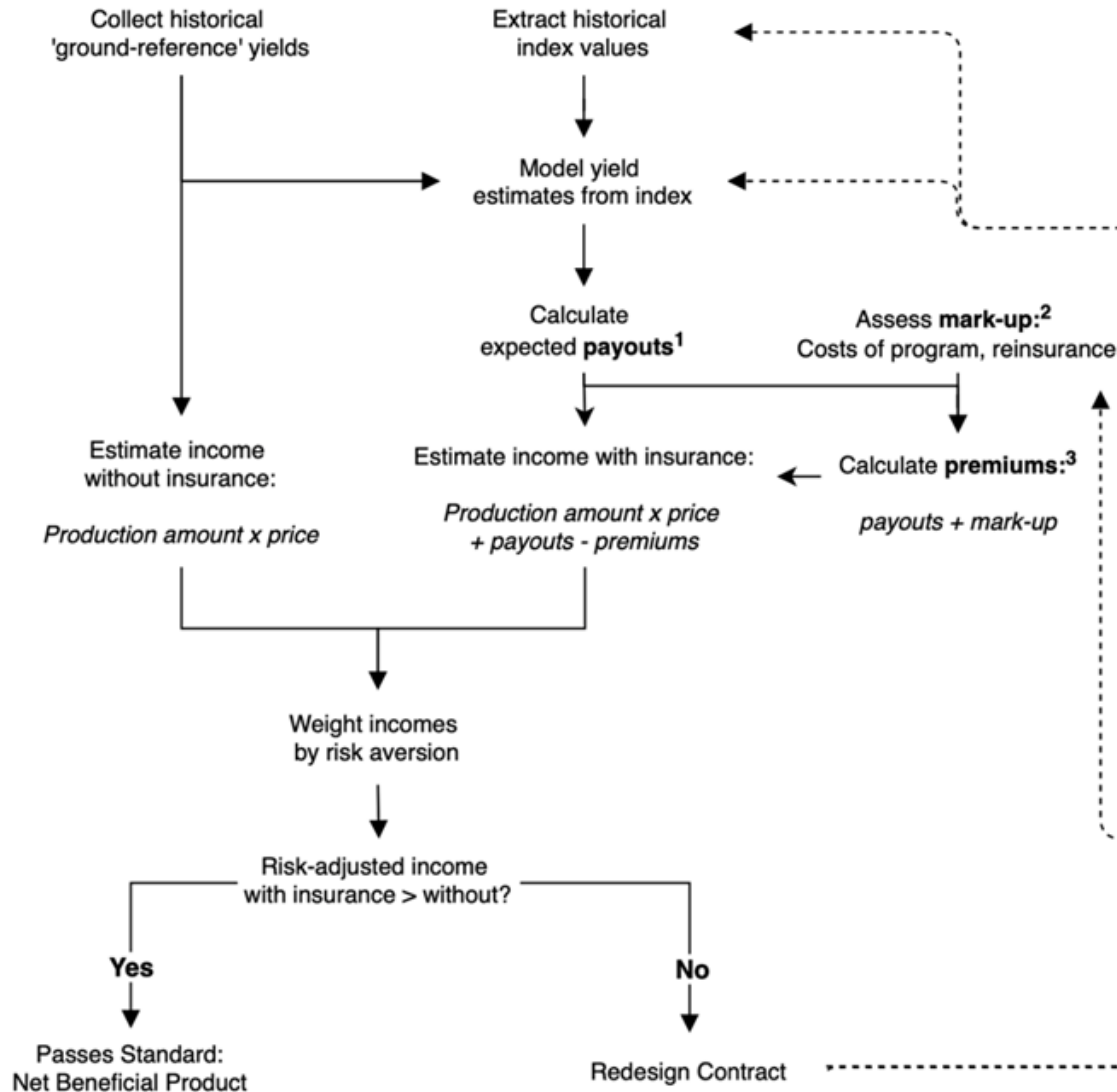 Collect historical
'ground-reference' yields
Extract historical
index values
Model yield
estimates from index
Calculate
expected payouts¹
Assess mark-up:²
Costs of program, reinsurance
Estimate income
without insurance:
Production amount x price
Estimate income with insurance:
Production amount x price
+ payouts - premiums
Calculate premiums:³
payouts + mark-up
Weight incomes
by risk aversion
Risk-adjusted income
with insurance > without?
Yes
No
Passes Standard:
Net Beneficial Product
Redesign Contract